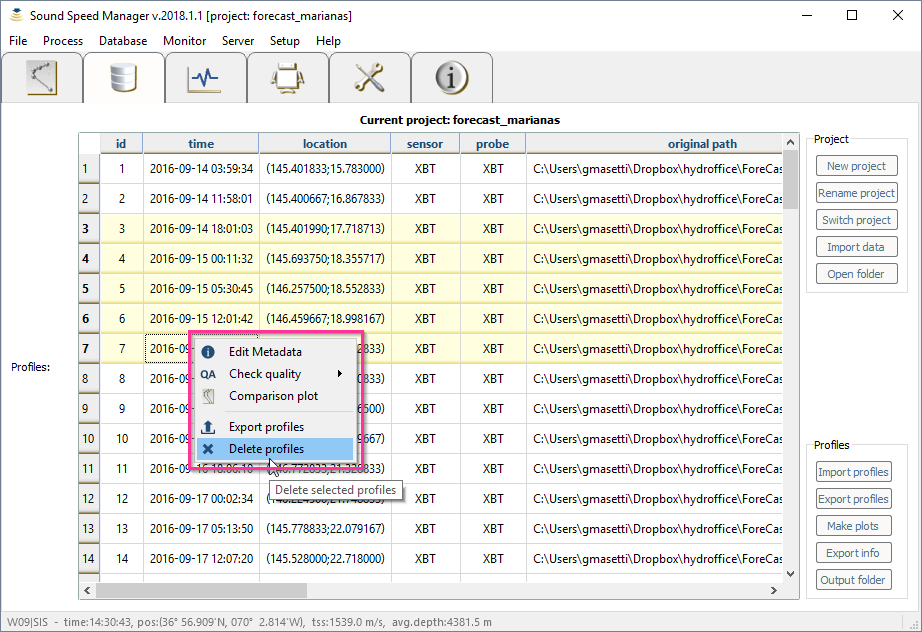 Sound Speed Manager v.2018.1.1 [project: forecast_marianas]
File Process Database Monitor Server Setup Help
Current project: forecast_marianas
id time location sensor probe original path
1 1 2016-09-14 03:59:34 (145.401833;15.783000) XBT XBT C:\Users\gmasetti\Dropbox\hydroffice\ForeCas
2 2 2016-09-14 11:58:01 (145.400667;16.867833) XBT XBT C:\Users\gmasetti\Dropbox\hydroffice\ForeCas
3 3 2016-09-14 18:01:03 (145.401990;17.718713) XBT XBT C:\Users\gmasetti\Dropbox\hydroffice\ForeCas
4 4 2016-09-15 00:11:32 (145.693750;18.355717) XBT XBT C:\Users\gmasetti\Dropbox\hydroffice\ForeCas
5 5 2016-09-15 05:30:45 (146.257500;18.552833) XBT XBT C:\Users\gmasetti\Dropbox\hydroffice\ForeCas
6 6 2016-09-15 12:01:42 (146.459667;18.998167) XBT XBT C:\Users\gmasetti\Dropbox\hydroffice\ForeCas
7 7 2016-09- 2833) XBT XBT C:\Users\gmasetti\Dropbox\hydroffice\ForeCas
8 8 2016-09- 0833) XBT XBT C:\Users\gmasetti\Dropbox\hydroffice\ForeCas
9 9 2016-09- 6500) XBT XBT C:\Users\gmasetti\Dropbox\hydroffice\ForeCas
10 10 2016-09- 9667) XBT XBT C:\Users\gmasetti\Dropbox\hydroffice\ForeCas
11 11 2016-09-16 XBT XBT C:\Users\gmasetti\Dropbox\hydroffice\ForeCas
12 12 2016-09-17 00:02:34 XBT XBT C:\Users\gmasetti\Dropbox\hydroffice\ForeCas
13 13 2016-09-17 05:13:50 (145.778833;22.079167) XBT XBT C:\Users\gmasetti\Dropbox\hydroffice\ForeCas
14 14 2016-09-17 12:07:20 (145.528000;22.718000) XBT XBT C:\Users\gmasetti\Dropbox\hydroffice\ForeCas
Profiles:
Edit Metadata
QA Check quality
Comparison plot
Export profiles
Delete profiles
Delete selected profiles
Project
New project
Rename project
Switch project
Import data
Open folder
Profiles
Import profiles
Export profiles
Make plots
Export info
Output folder
W09|SIS - time:14:30:43, pos:(36° 56.909'N, 070° 2.814'W), tss:1539.0 m/s, avg.depth:4381.5 m